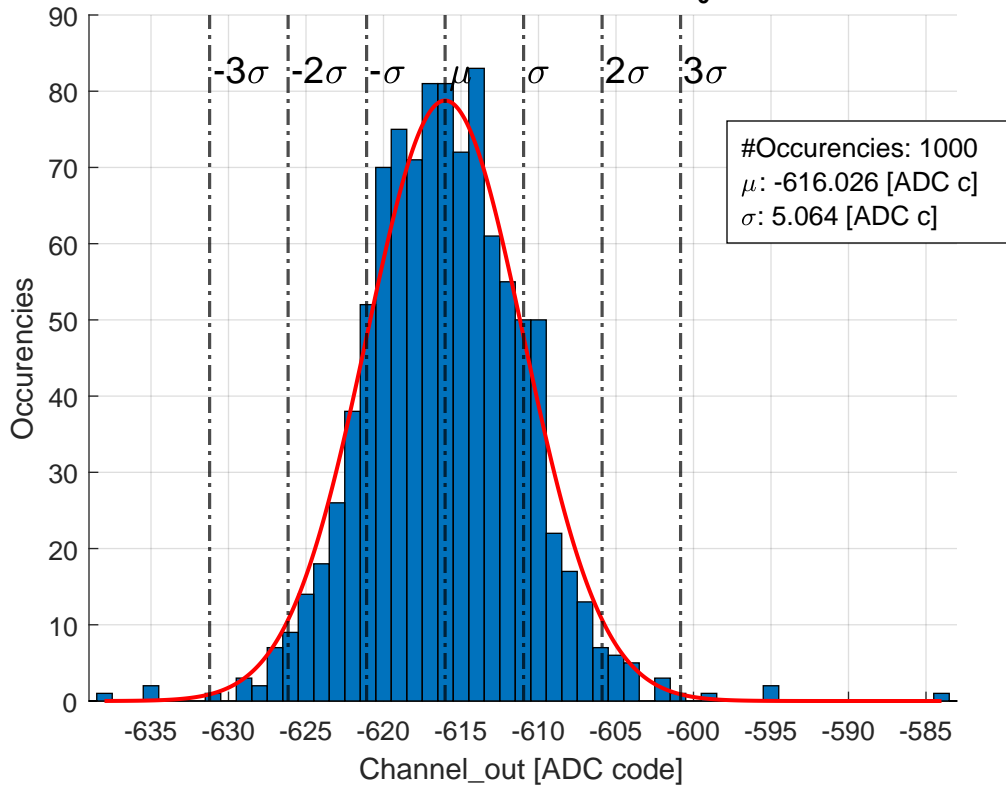 90
80
70
60
50
40
30
20
10
0
Occurencies
-3σ -2σ -σ μ σ 2σ 3σ
#Occurencies: 1000
μ: -616.026 [ADC c]
σ: 5.064 [ADC c]
-635 -630 -625 -620 -615 -610 -605 -600 -595 -590 -585
Channel_out [ADC code]